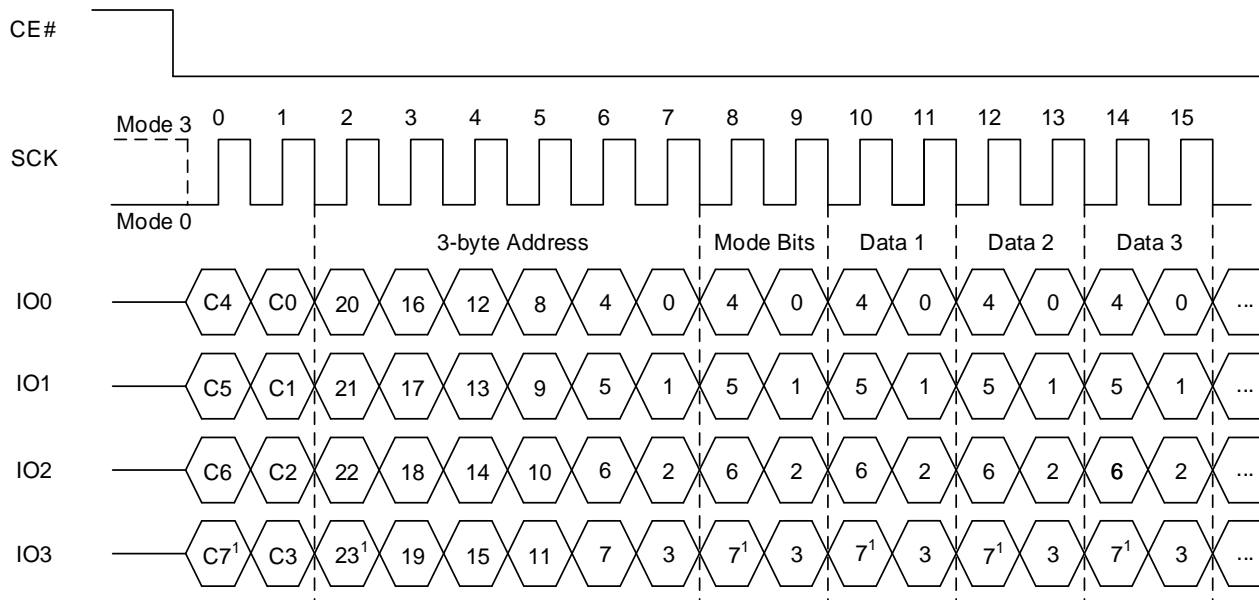 CE#
Mode 3 0 1 2 3 4 5 6 7 8 9 10 11 12 13 14 15
SCK
Mode 0
3-byte Address Mode Bits Data 1 Data 2 Data 3
IO0 C4 C0 20 16 12 8 4 0 4 0 4 0 4 0 4 0 ...
IO1 C5 C1 21 17 13 9 5 1 5 1 5 1 5 1 5 1 ...
IO2 C6 C2 22 18 14 10 6 2 6 2 6 2 6 2 6 2 ...
IO3 C7¹ C3 23¹ 19 15 11 7 3 7¹ 3 7¹ 3 7¹ 3 7¹ 3 ...